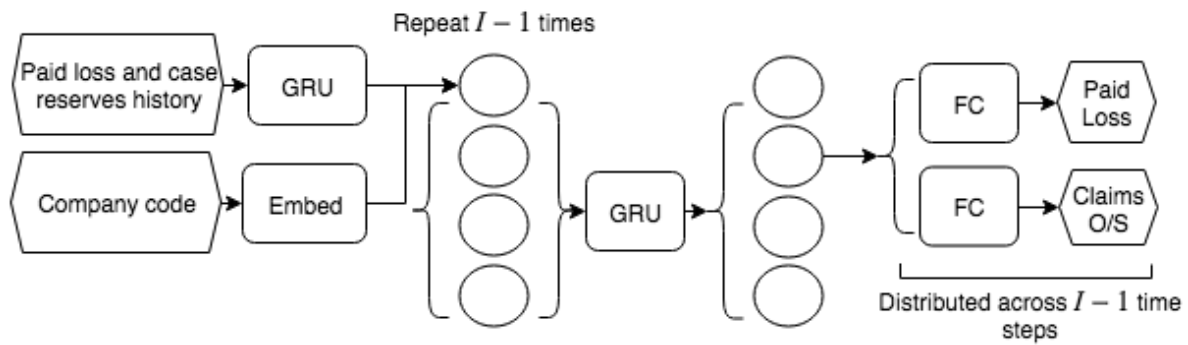 Repeat I − 1 times
Paid loss and case
reserves history
GRU
Company code
Embed
GRU
FC
Paid
Loss
FC
Claims
O/S
Distributed across I − 1 time
steps